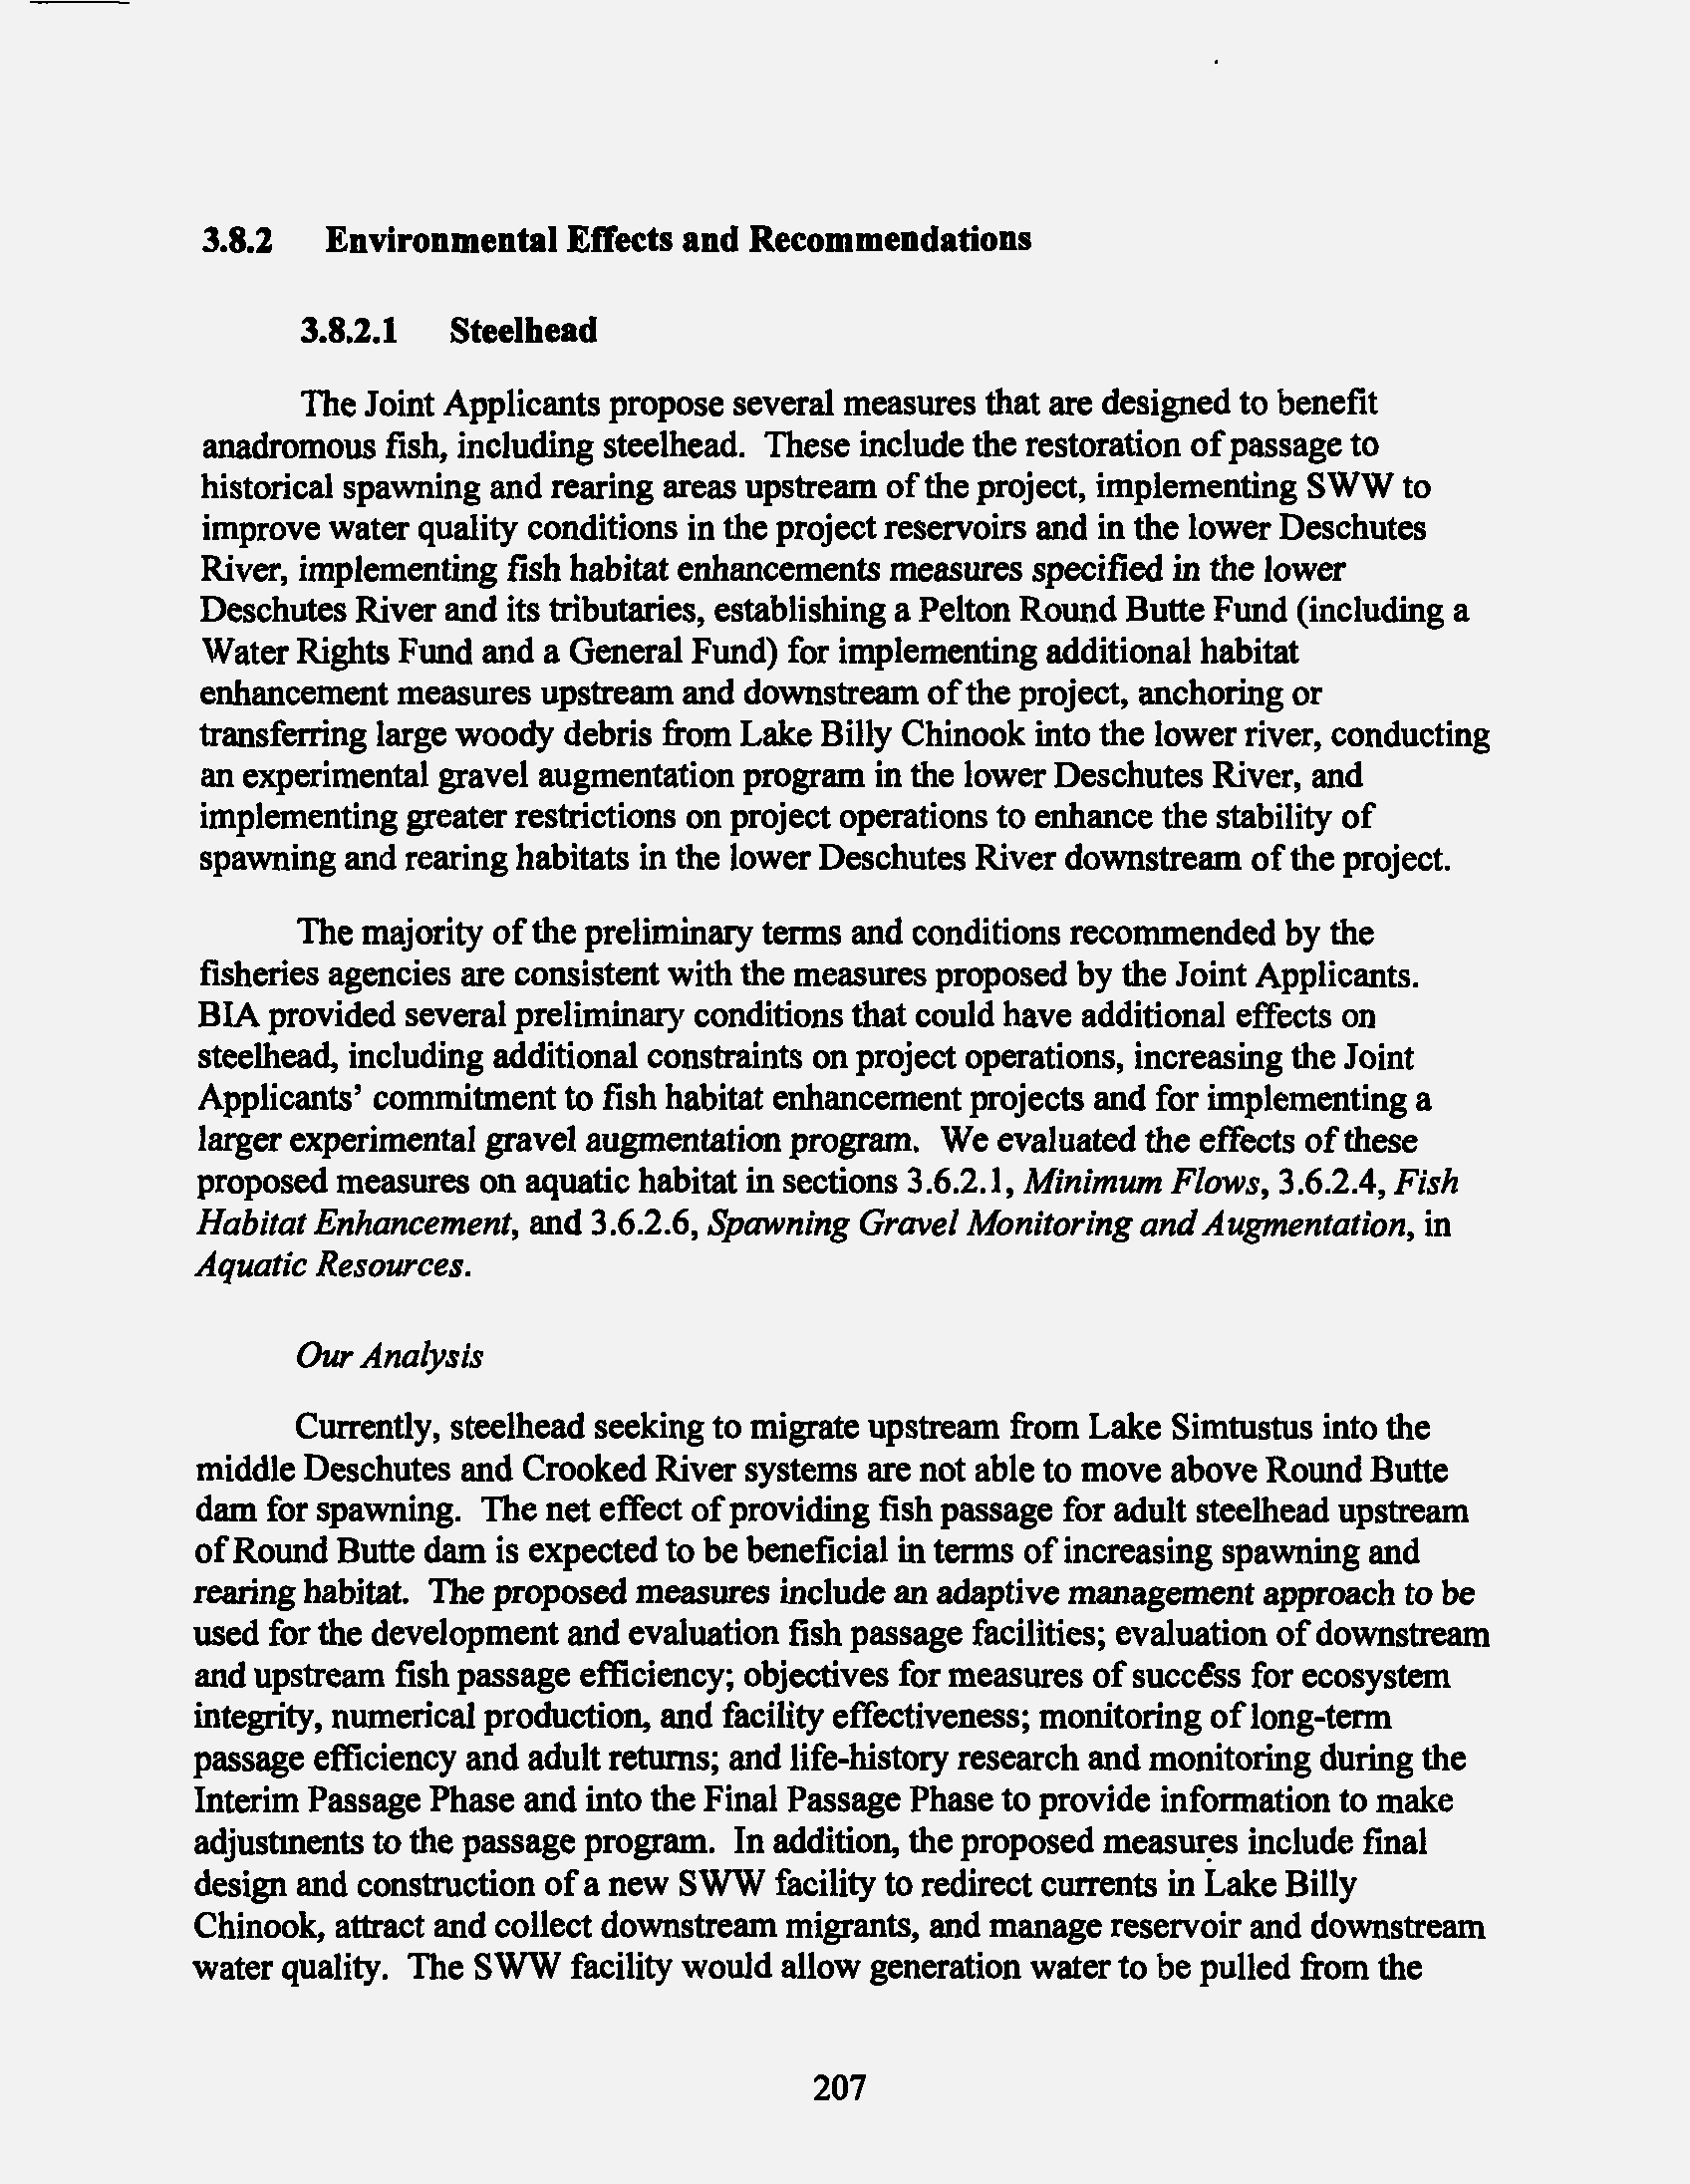 3.8.2 Environmental Effects and Recommendations
3.8.2.1 Steelhead
The Joint Applicants propose several measures that are designed to benefit
anadromous fish, including steelhead. These include the restoration of passage to
historical spawning and rearing areas upstream of the project, implementing SWW to
improve water quality conditions in the project reservoirs and in the lower Deschutes
River, implementing fish habitat enhancements measures specified in the lower
Deschutes River and its tributaries, establishing a Pelton Round Butte Fund (including a
Water Rights Fund and a General Fund) for implementing additional habitat
enhancement measures upstream and downstream of the project, anchoring or
transferring large woody debris from Lake Billy Chinook into the lower river, conducting
an experimental gravel augmentation program in the lower Deschutes River, and
implementing greater restrictions on project operations to enhance the stability of
spawning and rearing habitats in the lower Deschutes River downstream of the project.
The majority of the preliminary terms and conditions recommended by the
fisheries agencies are consistent with the measures proposed by the Joint Applicants.
BIA provided several preliminary conditions that could have additional effects on
steelhead, including additional constraints on project operations, increasing the Joint
Applicants' commitment to fish habitat enhancement projects and for implementing a
larger experimental gravel augmentation program. We evaluated the effects of these
proposed measures on aquatic habitat in sections 3.6.2.1, Minimum Flows, 3.6.2.4, Fish
Habitat Enhancement, and 3.6.2.6, Spawning Gravel Monitoring and Augmentation, in
Aquatic Resources.
Our Analysis
Currently, steelhead seeking to migrate upstream from Lake Simtustus into the
middle Deschutes and Crooked River systems are not able to move above Round Butte
dam for spawning. The net effect of providing fish passage for adult steelhead upstream
of Round Butte dam is expected to be beneficial in terms of increasing spawning and
rearing habitat. The proposed measures include an adaptive management approach to be
used for the development and evaluation fish passage facilities; evaluation of downstream
and upstream fish passage efficiency; objectives for measures of success for ecosystem
integrity, numerical production, and facility effectiveness; monitoring of long-term
passage efficiency and adult returns; and life-history research and monitoring during the
Interim Passage Phase and into the Final Passage Phase to provide information to make
adjustments to the passage program. In addition, the proposed measures include final
design and construction of a new SWW facility to redirect currents in Lake Billy
Chinook, attract and collect downstream migrants, and manage reservoir and downstream
water quality. The SWW facility would allow generation water to be pulled from the
207